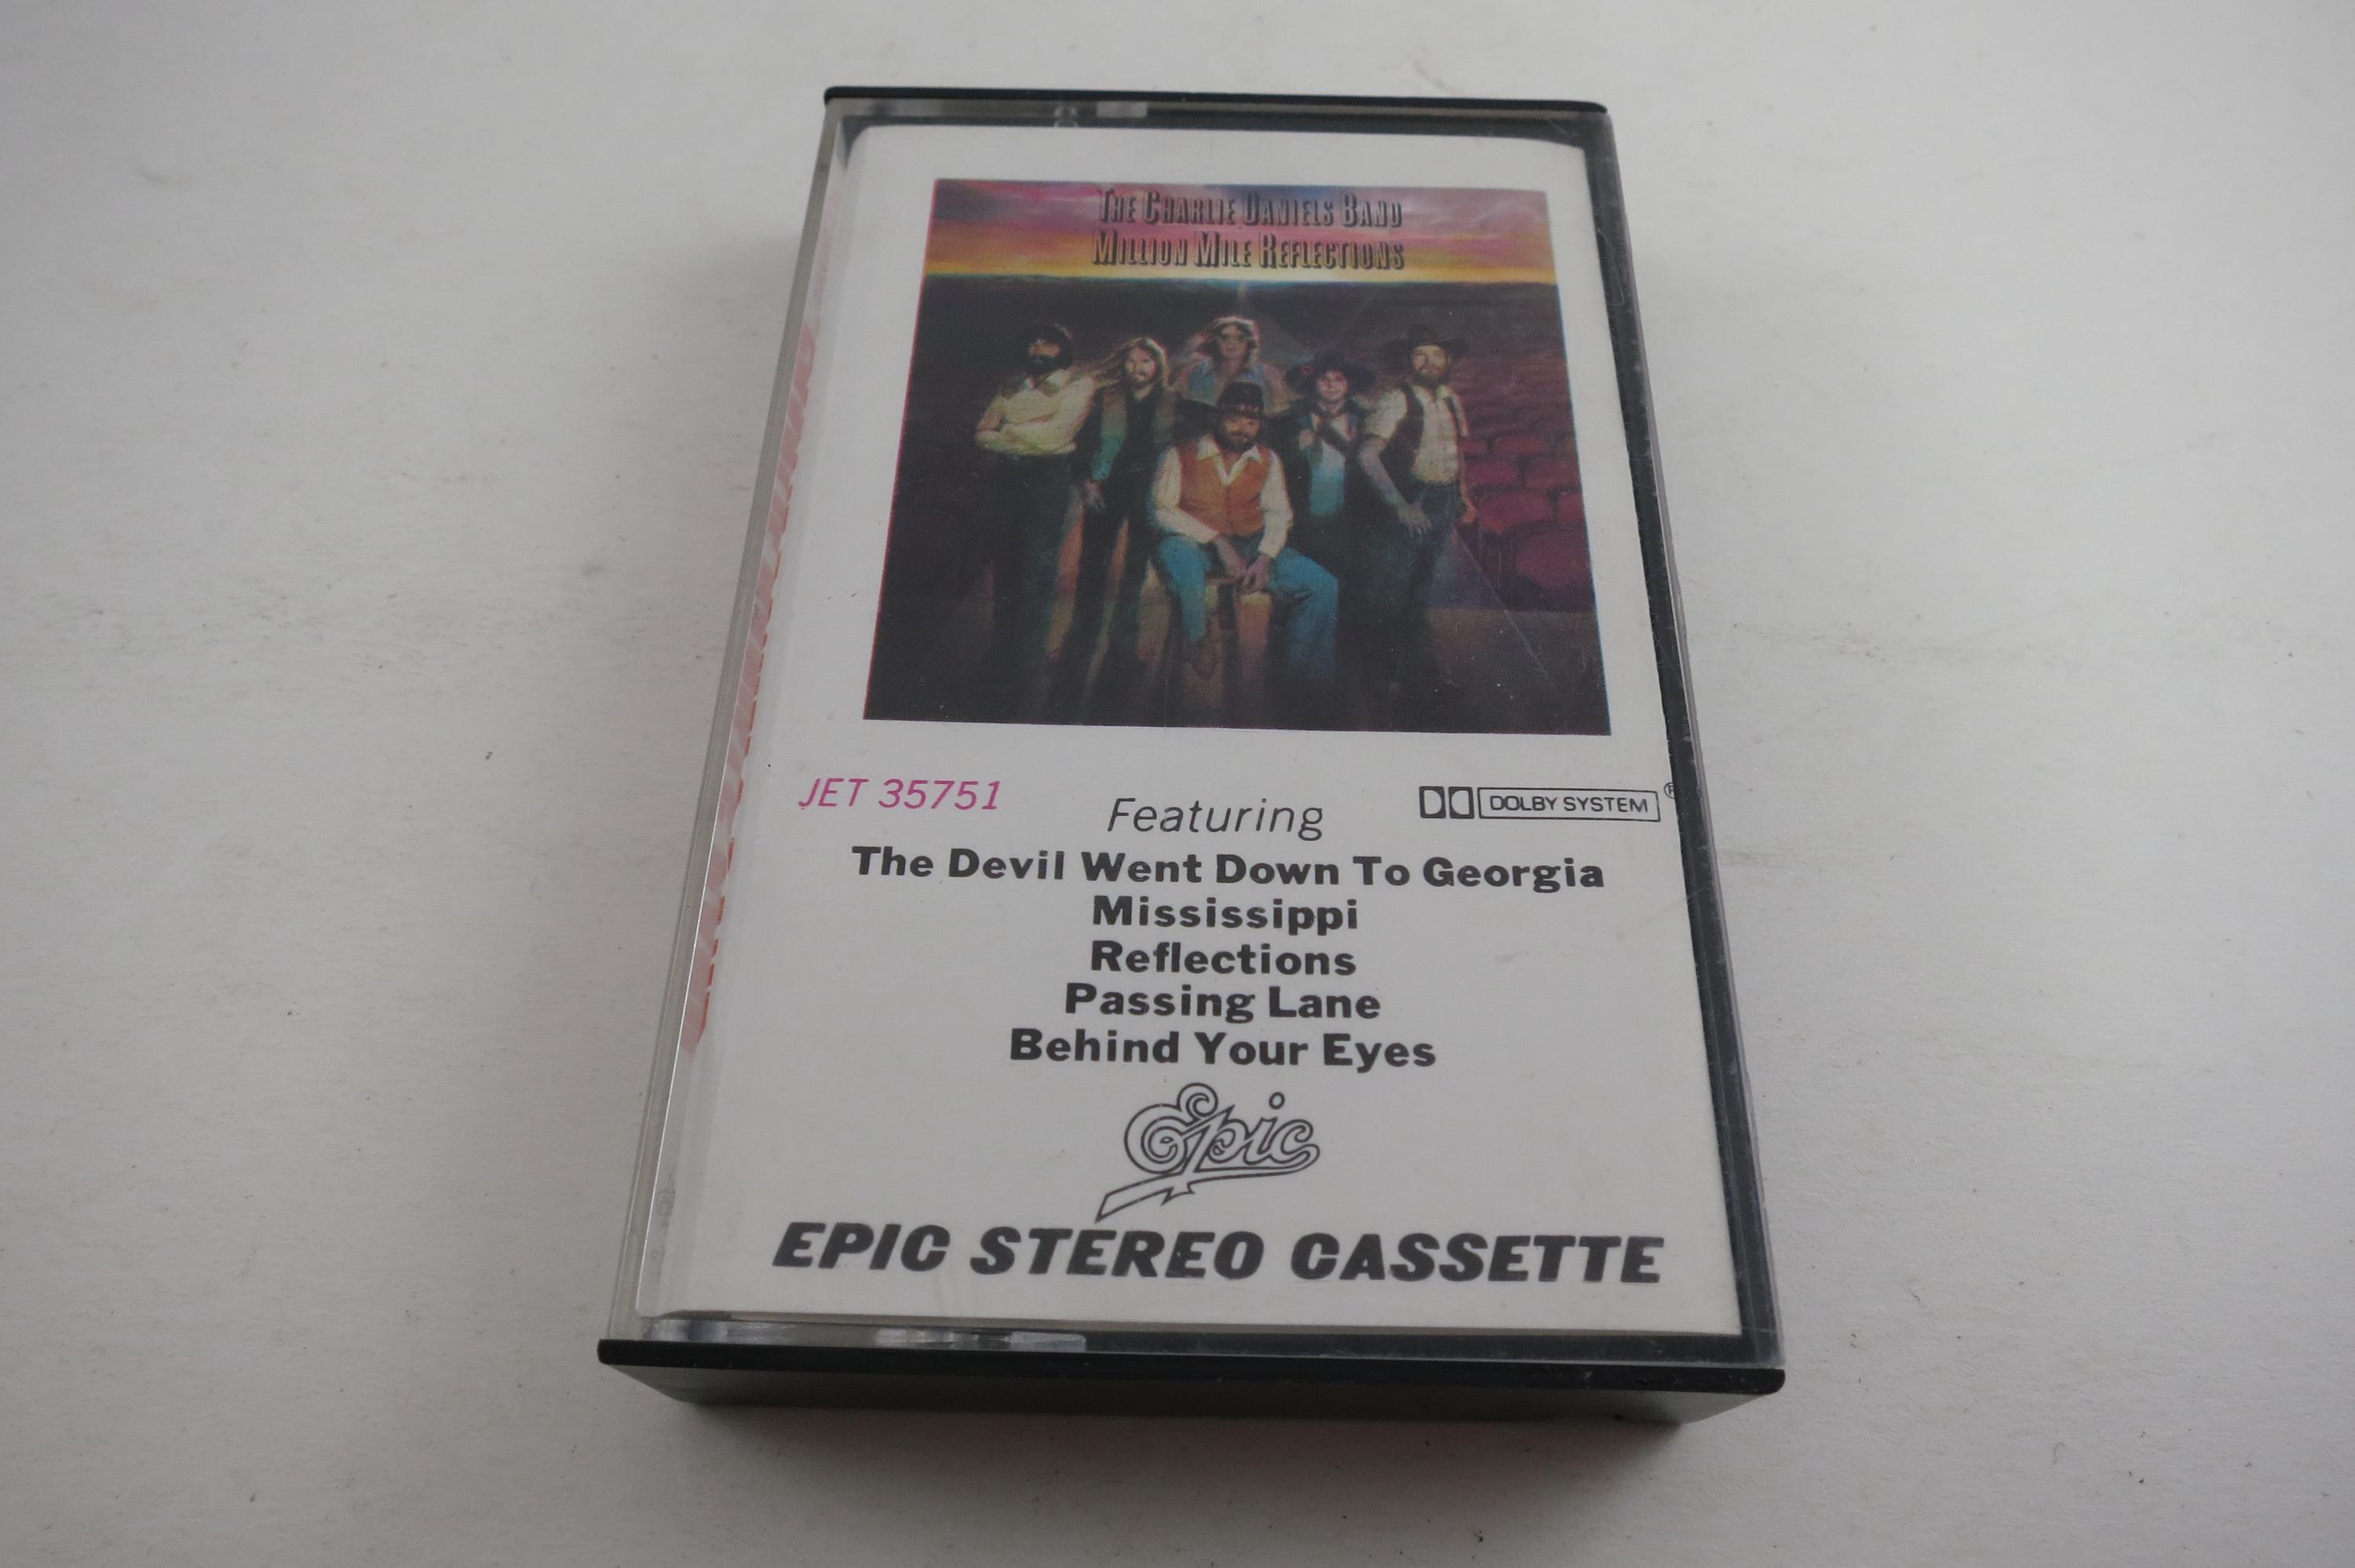 The Charlie Daniels Band
Million Mile Reflections
JET 35751
Featuring
DOLBY SYSTEM®
The Devil Went Down To Georgia
Mississippi
Reflections
Passing Lane
Behind Your Eyes
Epic
EPIC STEREO CASSETTE